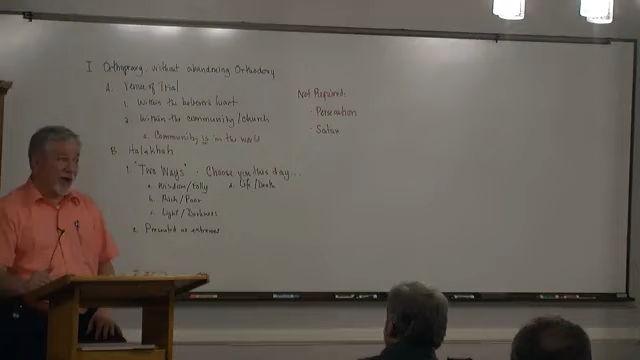 I Orthopraxy without abandoning Orthodoxy
A. Venue of Trial
1. Within the believers heart
2. Within the community/church
a. Community is in the world
B. Halakhah
1. "Two Ways" - Choose you this day...
a. Wisdom/Folly d. Life/Death
b. Rich/Poor
c. Light/Darkness
2. Presented as extremes
Not Required:
- Persecution
- Satan